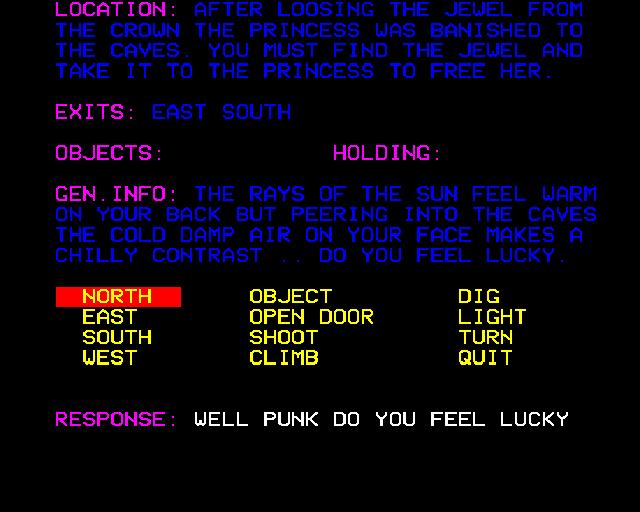 LOCATION: AFTER LOOSING THE JEWEL FROM
THE CROWN THE PRINCESS WAS BANISHED TO
THE CAVES. YOU MUST FIND THE JEWEL AND
TAKE IT TO THE PRINCESS TO FREE HER.
EXITS: EAST SOUTH
OBJECTS: HOLDING:
GEN.INFO: THE RAYS OF THE SUN FEEL WARM
ON YOUR BACK BUT PEERING INTO THE CAVES
THE COLD DAMP AIR ON YOUR FACE MAKES A
CHILLY CONTRAST .. DO YOU FEEL LUCKY.
NORTH OBJECT DIG
EAST OPEN DOOR LIGHT
SOUTH SHOOT TURN
WEST CLIMB QUIT
RESPONSE: WELL PUNK DO YOU FEEL LUCKY